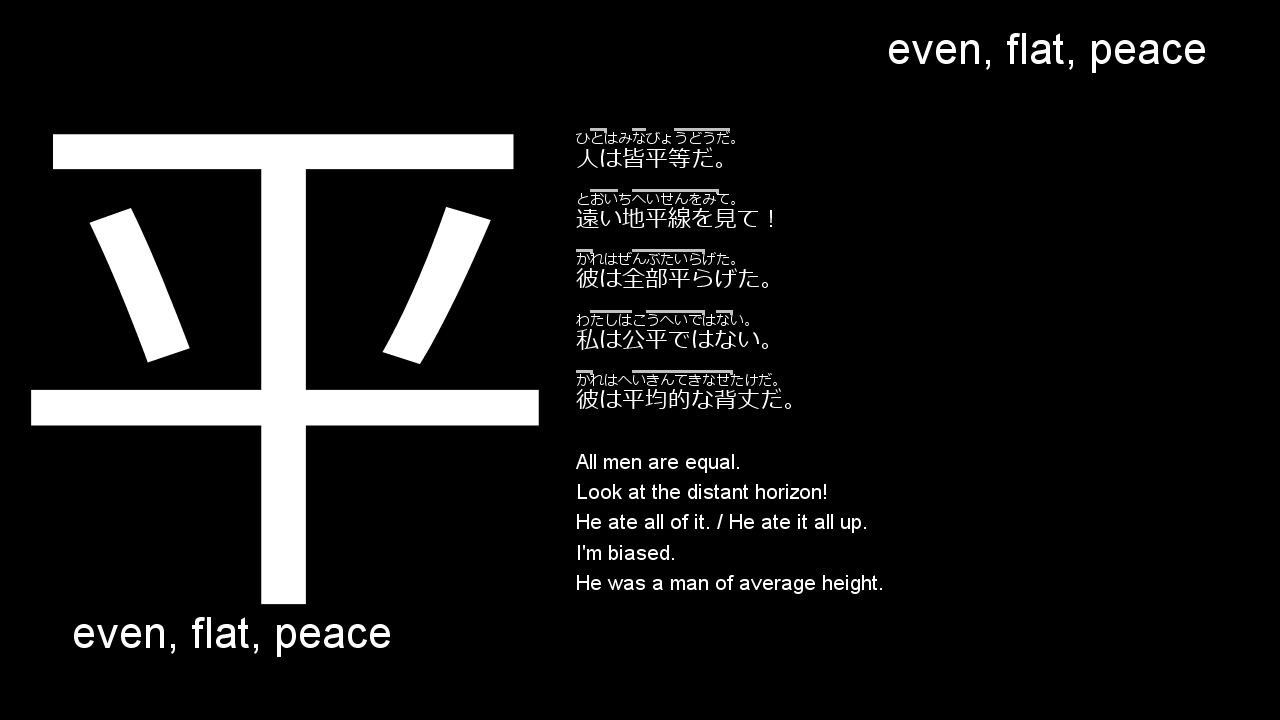 even, flat, peace
平
ひとはみなびょうどうだ。
人は皆平等だ。
とおいちへいせんをみて。
遠い地平線を見て！
かれはぜんぶたいらげた。
彼は全部平らげた。
わたしはこうへいではない。
私は公平ではない。
かれはへいきんてきなせたけだ。
彼は平均的な背丈だ。
All men are equal.
Look at the distant horizon!
He ate all of it. / He ate it all up.
I'm biased.
He was a man of average height.
even, flat, peace